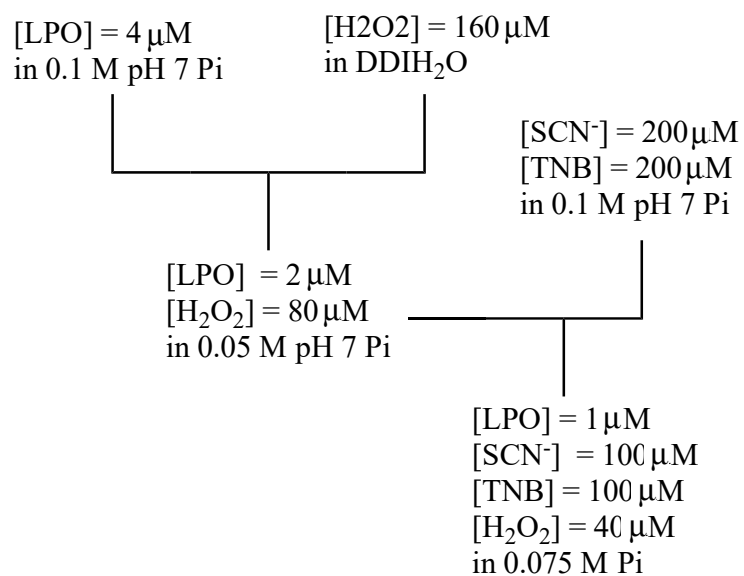 [LPO] = 4 μM
in 0.1 M pH 7 Pi
[H2O2] = 160 μM
in DDIH₂O
[SCN⁻] = 200 μM
[TNB] = 200 μM
in 0.1 M pH 7 Pi
[LPO] = 2 μM
[H₂O₂] = 80 μM
in 0.05 M pH 7 Pi
[LPO] = 1 μM
[SCN⁻] = 100 μM
[TNB] = 100 μM
[H₂O₂] = 40 μM
in 0.075 M Pi